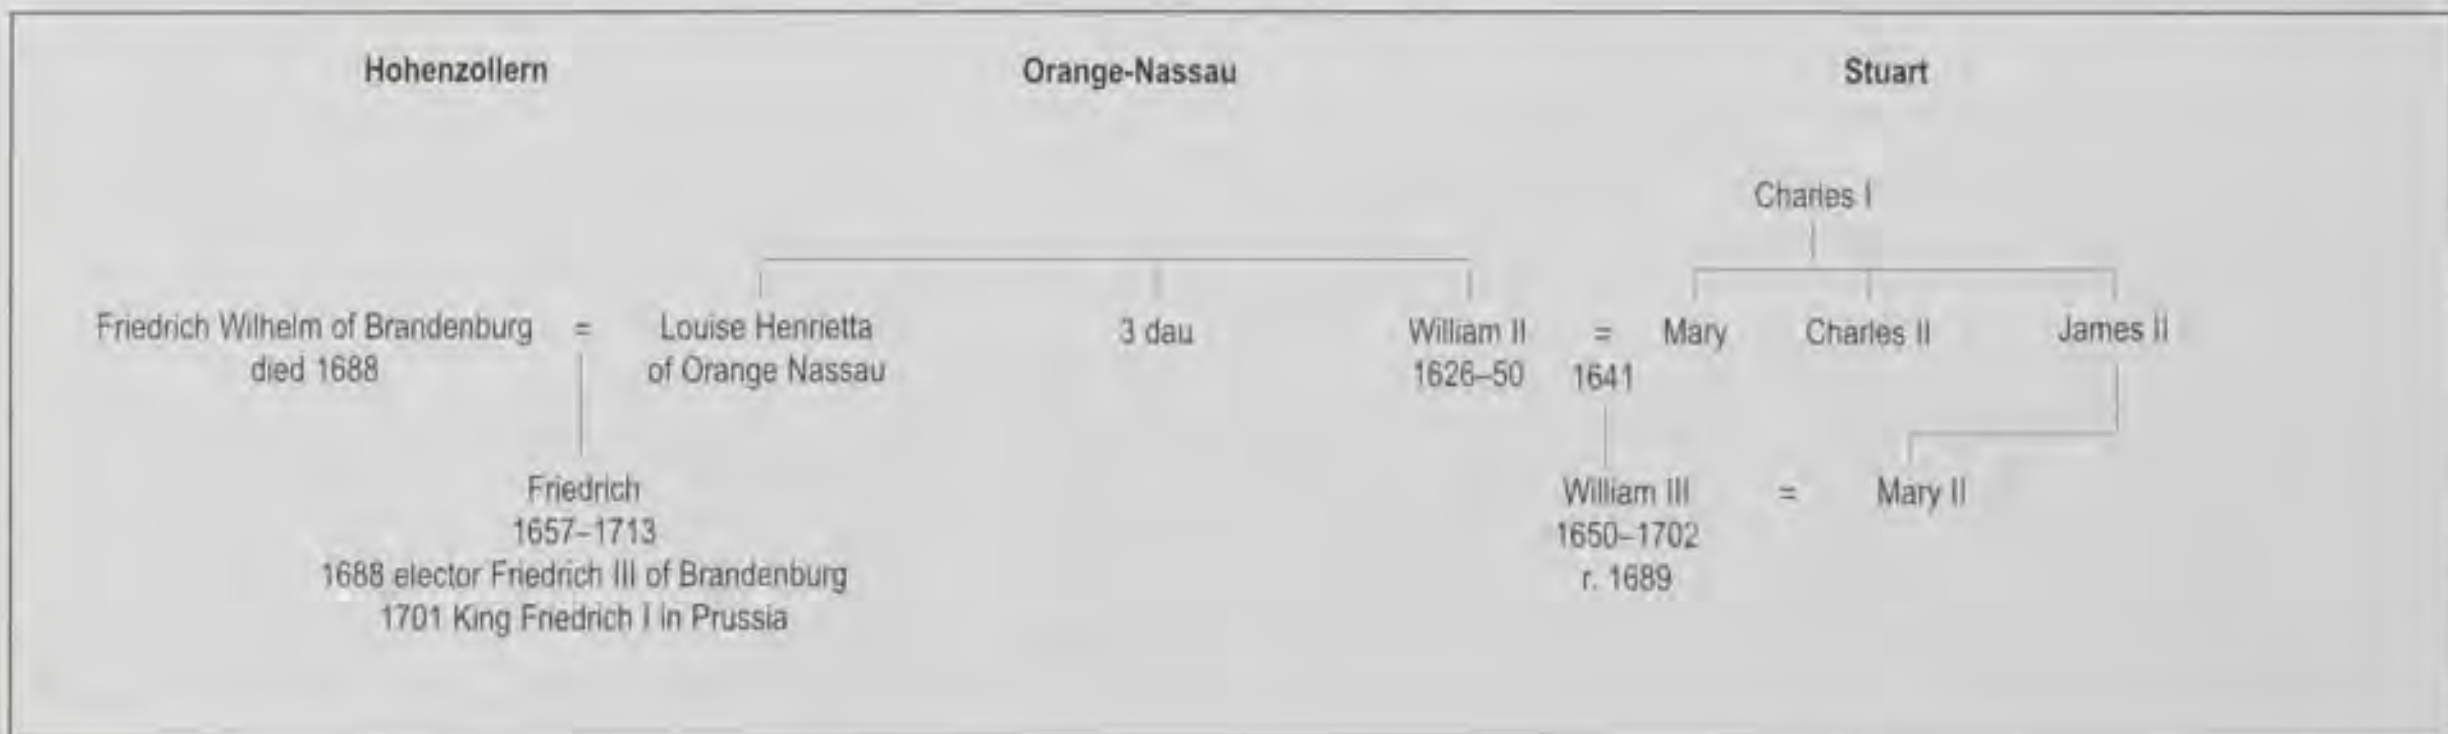 Hohenzollern
Orange-Nassau
Stuart
Charles I
Friedrich Wilhelm of Brandenburg
died 1688
=
Louise Henrietta
of Orange Nassau
3 dau
William II
1626–50
=
1641
Mary
Charles II
James II
Friedrich
1657–1713
1688 elector Friedrich III of Brandenburg
1701 King Friedrich I in Prussia
William III
1650–1702
r. 1689
=
Mary II